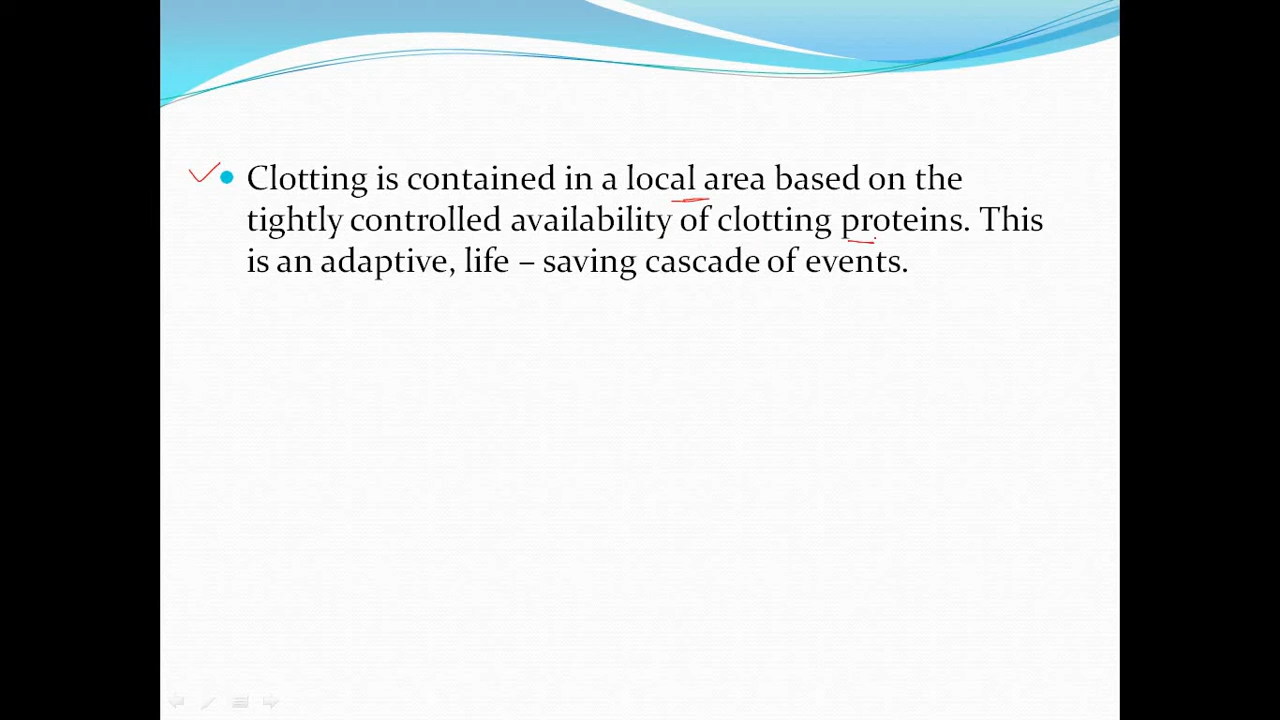 • Clotting is contained in a local area based on the
tightly controlled availability of clotting proteins. This
is an adaptive, life – saving cascade of events.